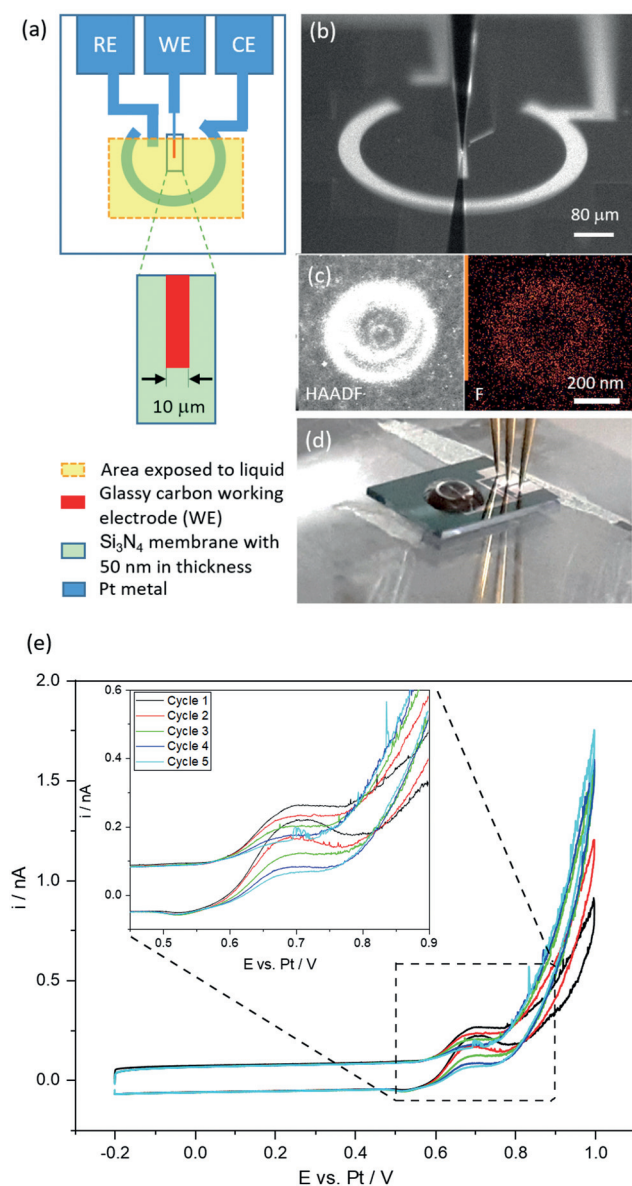 (a)
RE
WE
CE
10 μm
Area exposed to liquid
Glassy carbon working
electrode (WE)
Si₃N₄ membrane with
50 nm in thickness
Pt metal
(b)
80 μm
(c)
HAADF
F
200 nm
(d)
(e)
2.0
1.5
1.0
0.5
0.0
i / nA
-0.2
0.0
0.2
0.4
0.6
0.8
1.0
E vs. Pt / V
0.6
0.4
0.2
0.0
i / nA
Cycle 1
Cycle 2
Cycle 3
Cycle 4
Cycle 5
0.5
0.6
0.7
0.8
0.9
E vs. Pt / V